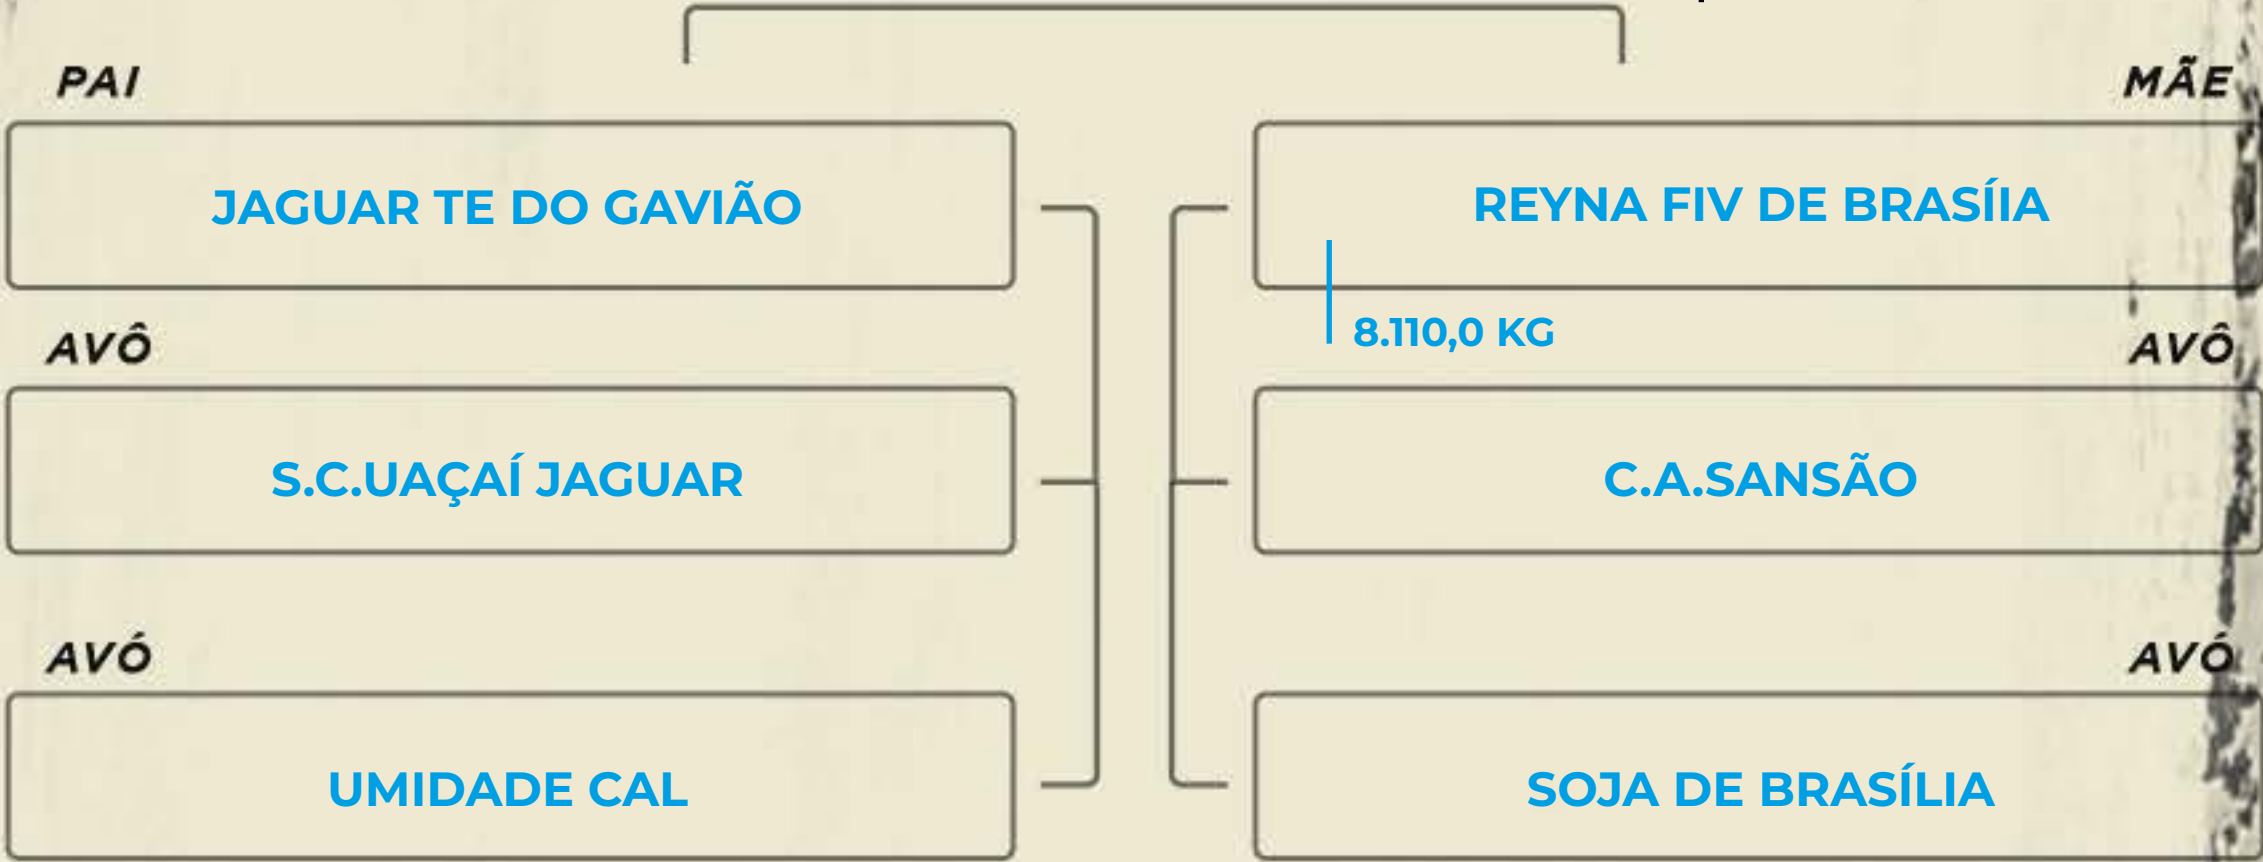 PAI
MÃE
JAGUAR TE DO GAVIÃO
REYNA FIV DE BRASÍIA
8.110,0 KG
AVÔ
AVÔ
S.C.UAÇAÍ JAGUAR
C.A.SANSÃO
AVÓ
AVÓ
UMIDADE CAL
SOJA DE BRASÍLIA